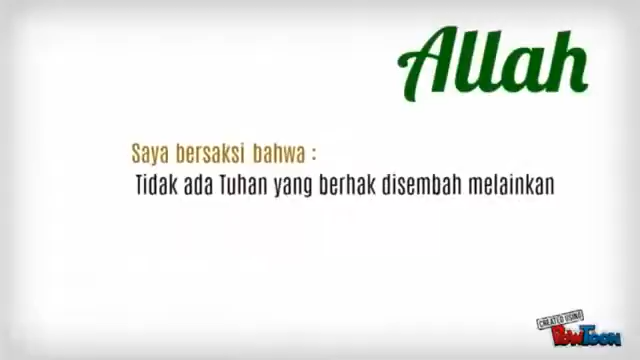 Allah
Saya bersaksi bahwa :
Tidak ada Tuhan yang berhak disembah melainkan
CREATED USING
POWTOON